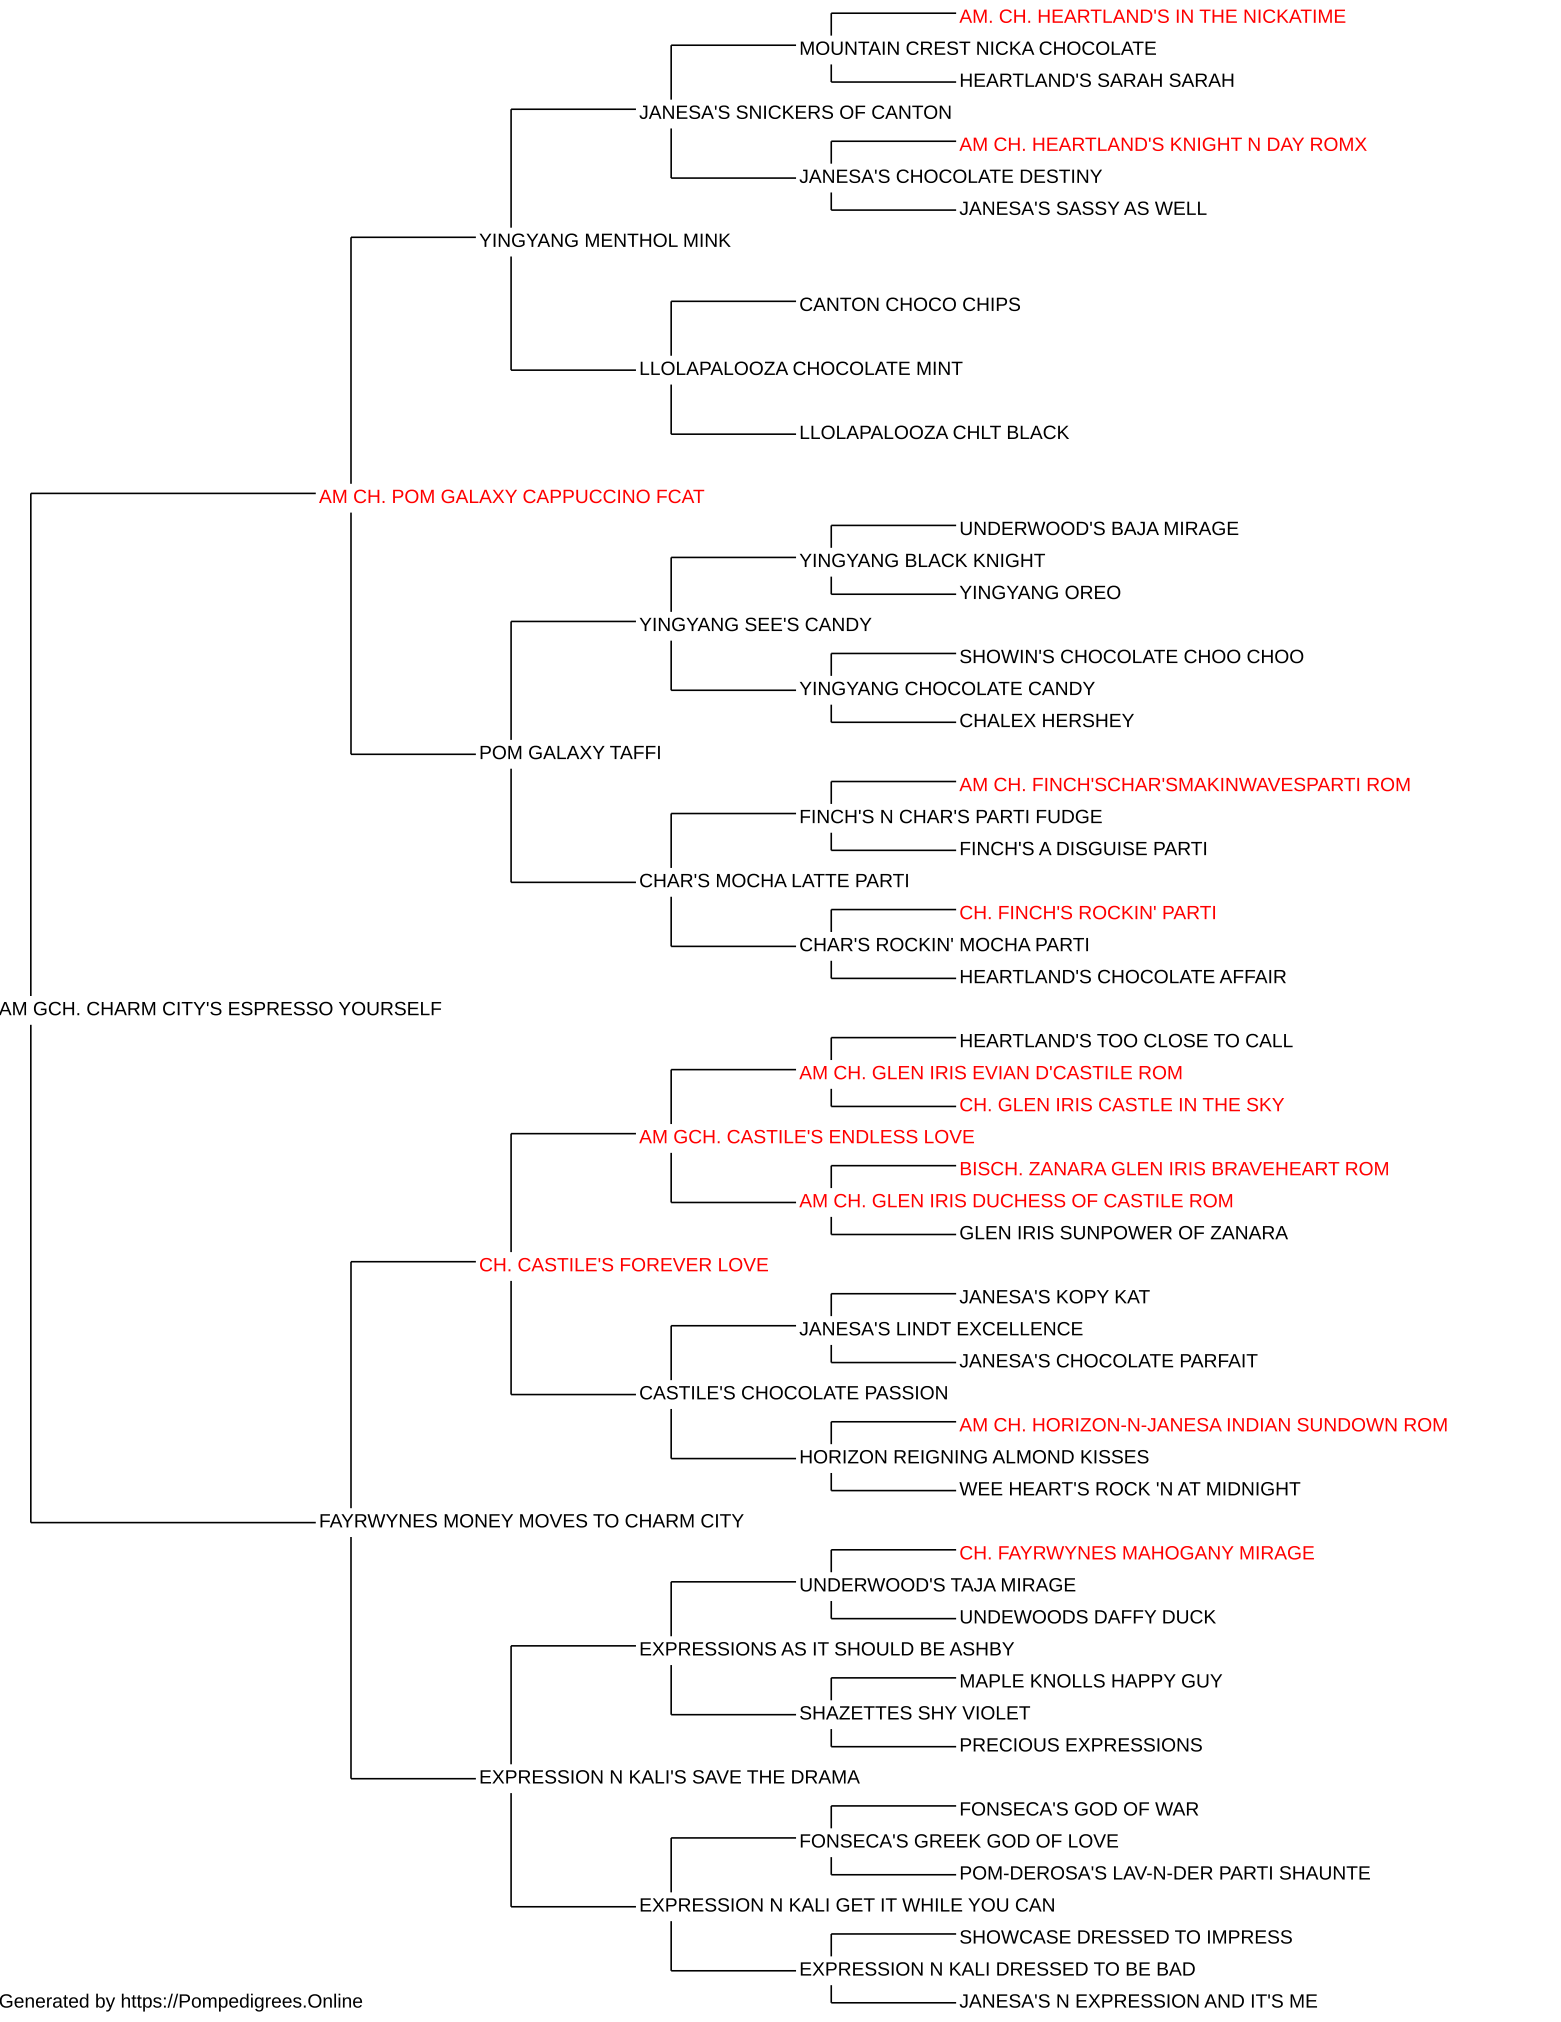 AM. CH. HEARTLAND'S IN THE NICKATIME
MOUNTAIN CREST NICKA CHOCOLATE
HEARTLAND'S SARAH SARAH
JANESA'S SNICKERS OF CANTON
AM CH. HEARTLAND'S KNIGHT N DAY ROMX
JANESA'S CHOCOLATE DESTINY
JANESA'S SASSY AS WELL
YINGYANG MENTHOL MINK
CANTON CHOCO CHIPS
LLOLAPALOOZA CHOCOLATE MINT
LLOLAPALOOZA CHLT BLACK
AM CH. POM GALAXY CAPPUCCINO FCAT
UNDERWOOD'S BAJA MIRAGE
YINGYANG BLACK KNIGHT
YINGYANG OREO
YINGYANG SEE'S CANDY
SHOWIN'S CHOCOLATE CHOO CHOO
YINGYANG CHOCOLATE CANDY
CHALEX HERSHEY
POM GALAXY TAFFI
AM CH. FINCH'SCHAR'SMAKINWAVESPARTI ROM
FINCH'S N CHAR'S PARTI FUDGE
FINCH'S A DISGUISE PARTI
CHAR'S MOCHA LATTE PARTI
CH. FINCH'S ROCKIN' PARTI
CHAR'S ROCKIN' MOCHA PARTI
HEARTLAND'S CHOCOLATE AFFAIR
AM GCH. CHARM CITY'S ESPRESSO YOURSELF
HEARTLAND'S TOO CLOSE TO CALL
AM CH. GLEN IRIS EVIAN D'CASTILE ROM
CH. GLEN IRIS CASTLE IN THE SKY
AM GCH. CASTILE'S ENDLESS LOVE
BISCH. ZANARA GLEN IRIS BRAVEHEART ROM
AM CH. GLEN IRIS DUCHESS OF CASTILE ROM
GLEN IRIS SUNPOWER OF ZANARA
CH. CASTILE'S FOREVER LOVE
JANESA'S KOPY KAT
JANESA'S LINDT EXCELLENCE
JANESA'S CHOCOLATE PARFAIT
CASTILE'S CHOCOLATE PASSION
AM CH. HORIZON-N-JANESA INDIAN SUNDOWN ROM
HORIZON REIGNING ALMOND KISSES
WEE HEART'S ROCK 'N AT MIDNIGHT
FAYRWYNES MONEY MOVES TO CHARM CITY
CH. FAYRWYNES MAHOGANY MIRAGE
UNDERWOOD'S TAJA MIRAGE
UNDEWOODS DAFFY DUCK
EXPRESSIONS AS IT SHOULD BE ASHBY
MAPLE KNOLLS HAPPY GUY
SHAZETTES SHY VIOLET
PRECIOUS EXPRESSIONS
EXPRESSION N KALI'S SAVE THE DRAMA
FONSECA'S GOD OF WAR
FONSECA'S GREEK GOD OF LOVE
POM-DEROSA'S LAV-N-DER PARTI SHAUNTE
EXPRESSION N KALI GET IT WHILE YOU CAN
SHOWCASE DRESSED TO IMPRESS
EXPRESSION N KALI DRESSED TO BE BAD
JANESA'S N EXPRESSION AND IT'S ME
Generated by https://Pompedigrees.Online